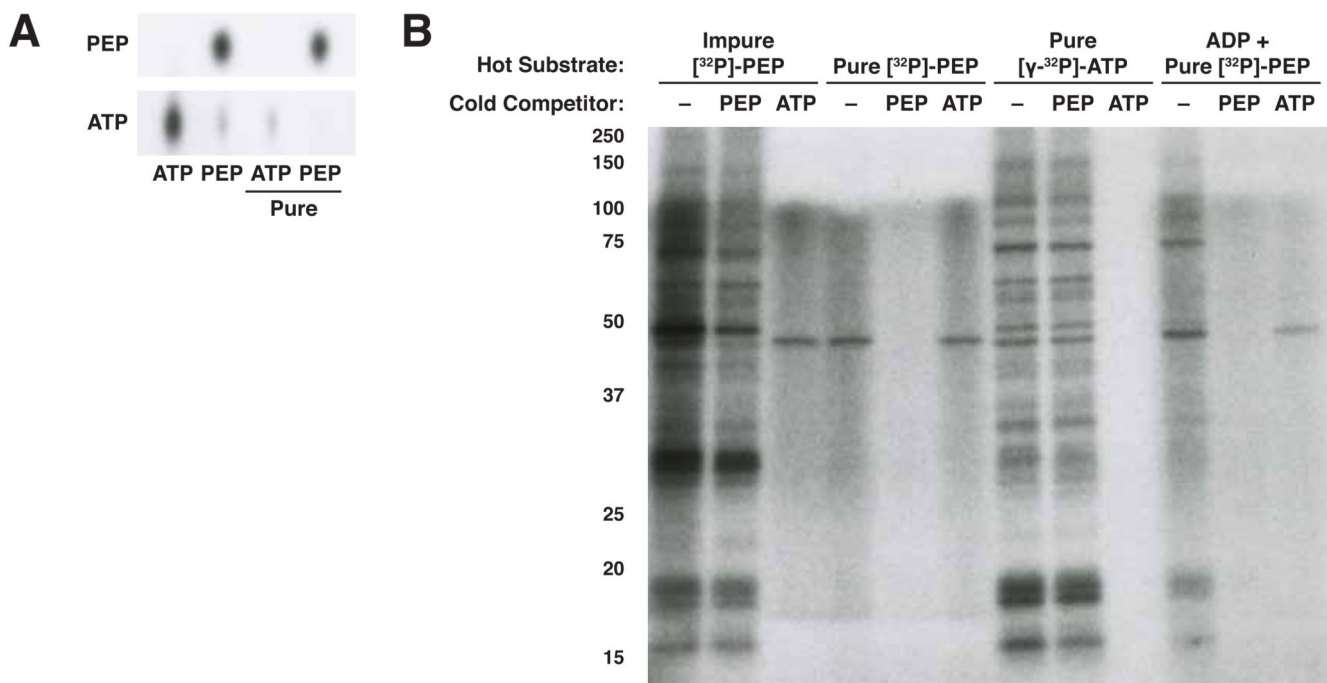 A
PEP
ATP
ATP PEP ATP PEP
Pure
B
Hot Substrate:
Impure
[³²P]-PEP
Pure [³²P]-PEP
Pure
[γ-³²P]-ATP
ADP +
Pure [³²P]-PEP
Cold Competitor: – PEP ATP – PEP ATP – PEP ATP – PEP ATP
250
150
100
75
50
37
25
20
15